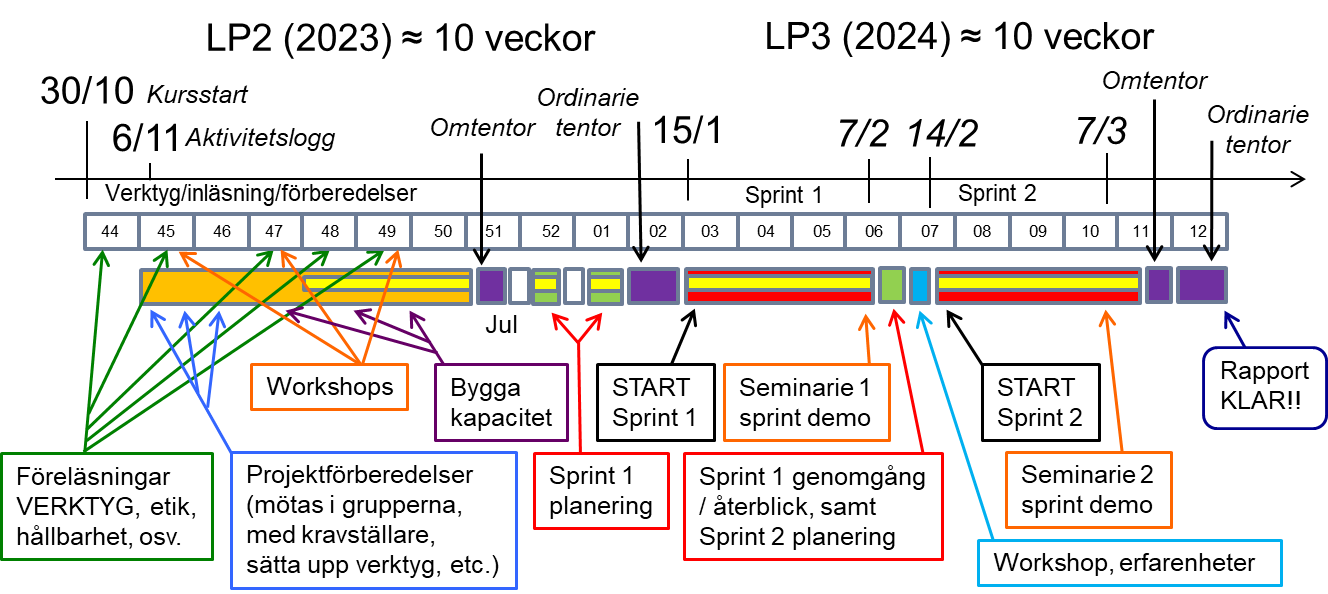 LP2 (2023) ≈ 10 veckor
LP3 (2024) ≈ 10 veckor
30/10 Kursstart
6/11 Aktivitetslogg
Omtentor
Ordinarie
tentor
15/1
7/2
14/2
7/3
Omtentor
Ordinarie
tentor
Verktyg/inläsning/förberedelser
Sprint 1
Sprint 2
44 45 46 47 48 49 50 51 52 01 02 03 04 05 06 07 08 09 10 11 12
Jul
Workshops
Bygga
kapacitet
START
Sprint 1
Seminarie 1
sprint demo
START
Sprint 2
Rapport
KLAR!!
Föreläsningar
VERKTYG, etik,
hållbarhet, osv.
Projektförberedelser
(mötas i grupperna,
med kravställare,
sätta upp verktyg, etc.)
Sprint 1
planering
Sprint 1 genomgång
/ återblick, samt
Sprint 2 planering
Seminarie 2
sprint demo
Workshop, erfarenheter